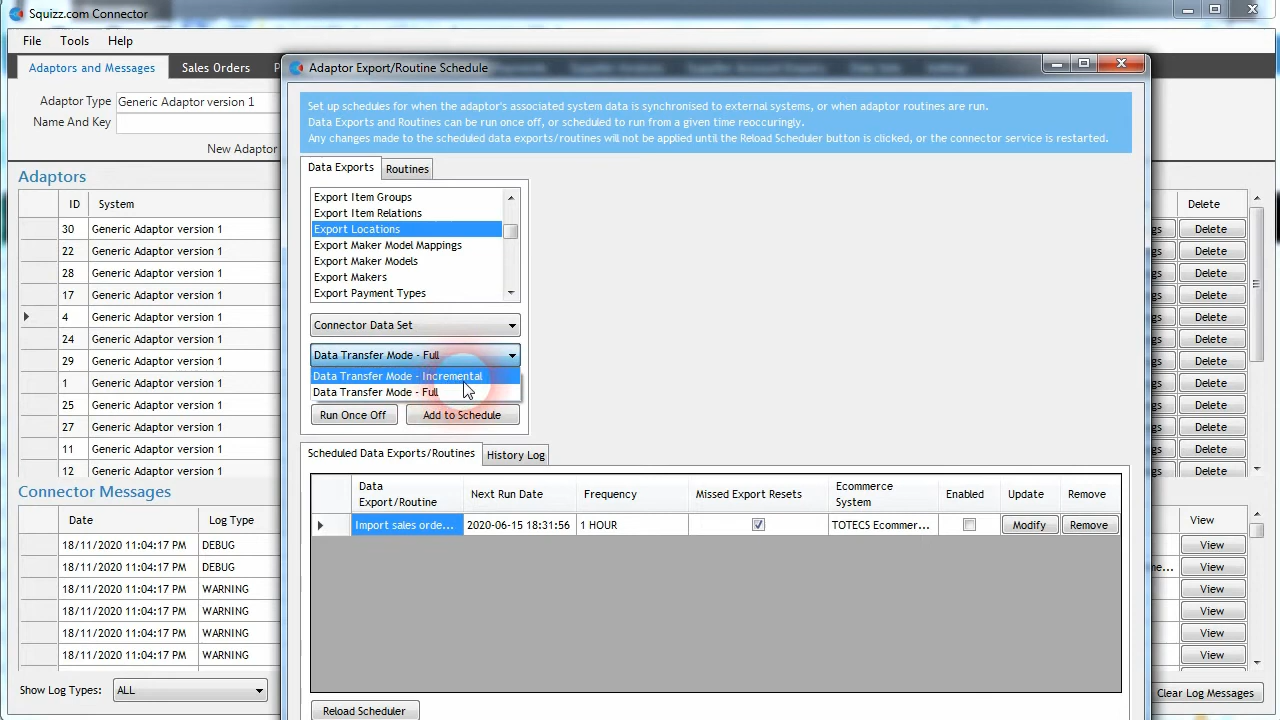 Squizz.com Connector
File Tools Help
Adaptors and Messages Sales Orders
Adaptor Type Generic Adaptor version 1
Name And Key
New Adaptor
Adaptors
ID System
30 Generic Adaptor version 1
22 Generic Adaptor version 1
28 Generic Adaptor version 1
17 Generic Adaptor version 1
4 Generic Adaptor version 1
24 Generic Adaptor version 1
29 Generic Adaptor version 1
1 Generic Adaptor version 1
25 Generic Adaptor version 1
27 Generic Adaptor version 1
11 Generic Adaptor version 1
12 Generic Adaptor version 1
Connector Messages
Date Log Type
18/11/2020 11:04:17 PM DEBUG
18/11/2020 11:04:17 PM DEBUG
18/11/2020 11:04:17 PM WARNING
18/11/2020 11:04:17 PM WARNING
18/11/2020 11:04:17 PM WARNING
18/11/2020 11:04:17 PM WARNING
Show Log Types: ALL
Adaptor Export/Routine Schedule
Set up schedules for when the adaptor's associated system data is synchronised to external systems, or when adaptor routines are run.
Data Exports and Routines can be run once off, or scheduled to run from a given time reoccuringly.
Any changes made to the scheduled data exports/routines will not be applied until the Reload Scheduler button is clicked, or the connector service is restarted.
Data Exports Routines
Export Item Groups
Export Item Relations
Export Locations
Export Maker Model Mappings
Export Maker Models
Export Makers
Export Payment Types
Connector Data Set
Data Transfer Mode - Full
Data Transfer Mode - Incremental
Data Transfer Mode - Full
Run Once Off Add to Schedule
Scheduled Data Exports/Routines History Log
Data Export/Routine Next Run Date Frequency Missed Export Resets Ecommerce System Enabled Update Remove
Import sales orde... 2020-06-15 18:31:56 1 HOUR TOTECS Ecommer... Modify Remove
Reload Scheduler
Delete
gs Delete
gs Delete
gs Delete
gs Delete
gs Delete
gs Delete
gs Delete
gs Delete
gs Delete
gs Delete
gs Delete
gs Delete
View
View
e... View
View
View
View
View
Clear Log Messages